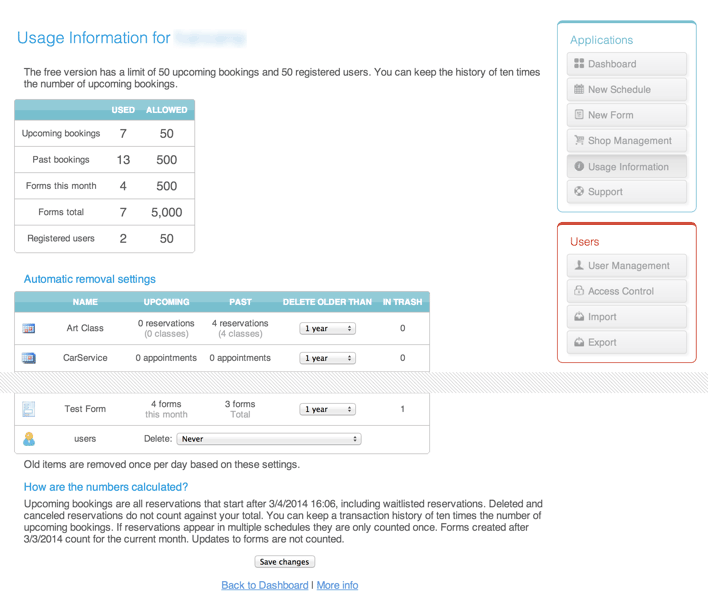 Usage Information for
The free version has a limit of 50 upcoming bookings and 50 registered users. You can keep the history of ten times
the number of upcoming bookings.
USED ALLOWED
Upcoming bookings 7 50
Past bookings 13 500
Forms this month 4 500
Forms total 7 5,000
Registered users 2 50
Automatic removal settings
NAME UPCOMING PAST DELETE OLDER THAN IN TRASH
Art Class 0 reservations 4 reservations 1 year 0
(0 classes) (4 classes)
CarService 0 appointments 0 appointments 1 year 0
Test Form 4 forms 3 forms 1 year 1
this month Total
users Delete: Never
Old items are removed once per day based on these settings.
How are the numbers calculated?
Upcoming bookings are all reservations that start after 3/4/2014 16:06, including waitlisted reservations. Deleted and
canceled reservations do not count against your total. You can keep a transaction history of ten times the number of
upcoming bookings. If reservations appear in multiple schedules they are only counted once. Forms created after
3/3/2014 count for the current month. Updates to forms are not counted.
Save changes
Back to Dashboard | More info
Applications
Dashboard
New Schedule
New Form
Shop Management
Usage Information
Support
Users
User Management
Access Control
Import
Export